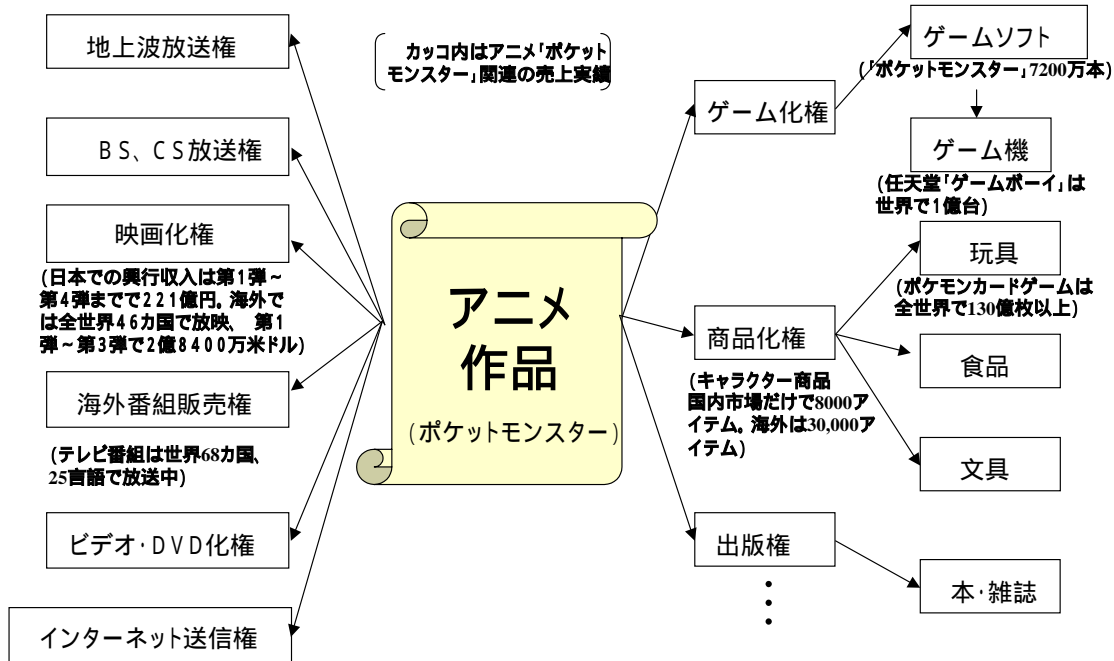 地上波放送権
BS、CS放送権
映画化権
(日本での興行収入は第1弾~
第4弾までで221億円。海外で
は全世界46カ国で放映、 第1
弾~第3弾で2億8400万米ドル)
海外番組販売権
(テレビ番組は世界68カ国、
25言語で放送中)
ビデオ・DVD化権
インターネット送信権
カッコ内はアニメ「ポケット
モンスター」関連の売上実績
アニメ
作品
(ポケットモンスター)
ゲーム化権
ゲームソフト
(「ポケットモンスター」7200万本)
ゲーム機
(任天堂「ゲームボーイ」は
世界で1億台)
商品化権
(キャラクター商品
国内市場だけで8000ア
イテム。海外は30,000ア
イテム)
玩具
(ポケモンカードゲームは
全世界で130億枚以上)
食品
文具
出版権
本・雑誌